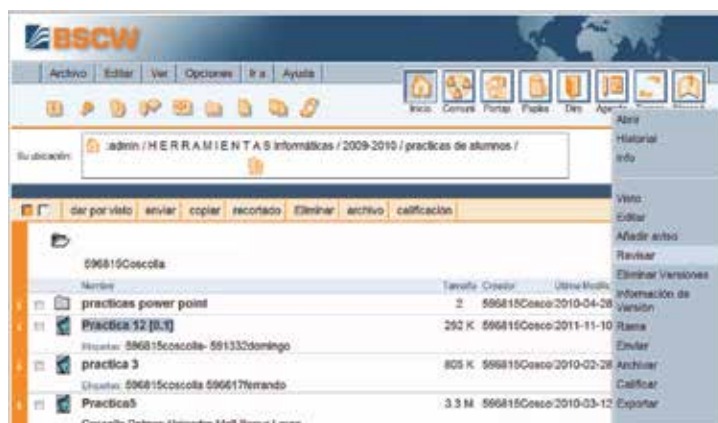 BSCW
Archivo Editar Ver Opciones Ir a Ayuda
Inicio Comuni Portap Papele Dire Agenda
Su ubicación: :admin / H E R R A M I E N T A S Informáticas / 2009-2010 / practicas de alumnos /
dar por visto enviar copiar recortado Eliminar archivo calificación
596815Coscolla
Nombre Tamaño Creador Última Modific
practicas power point 2 596815Cosco 2010-04-28
Practica 12 [0.1] 292 K 596815Cosco 2011-11-10
Etiquetas: 596815coscolla- 591332domingo
practica 3 805 K 596815Cosco 2010-02-28
Etiquetas: 596815coscolla 596617ferrando
Practica5 3.3 M 596815Cosco 2010-03-12
Abrir
Historial
Info
Visto
Editar
Añadir aviso
Revisar
Eliminar Versiones
Información de
Versión
Rama
Enviar
Archivar
Calificar
Exportar